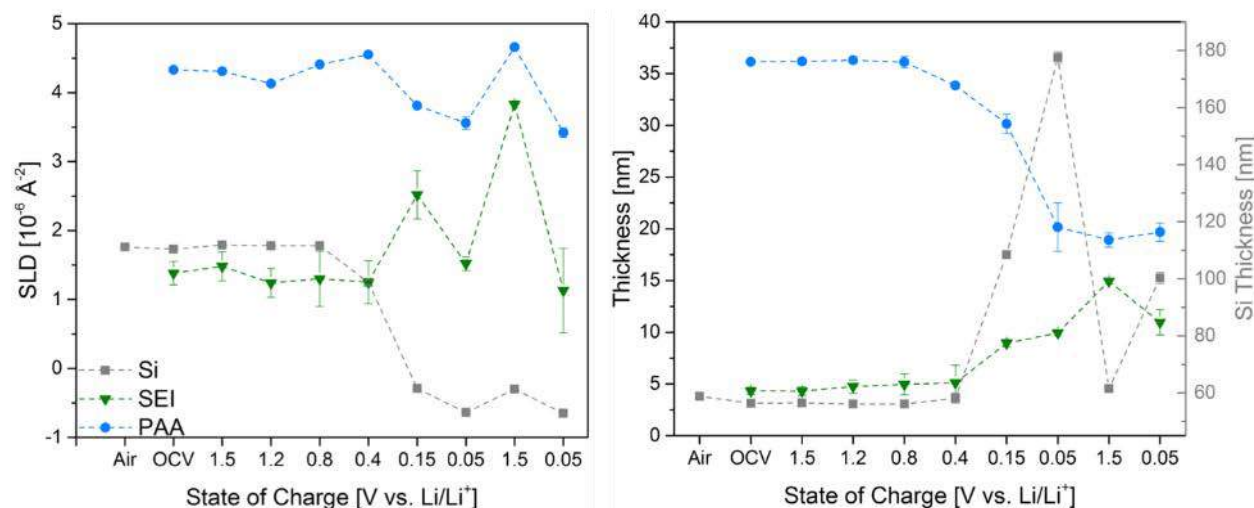 SLD [10⁻⁶ Å⁻²]
5
4
3
2
1
0
-1
Si
SEI
PAA
Air OCV 1.5 1.2 0.8 0.4 0.15 0.05 1.5 0.05
State of Charge [V vs. Li/Li⁺]
Thickness [nm]
40
35
30
25
20
15
10
5
0
Air OCV 1.5 1.2 0.8 0.4 0.15 0.05 1.5 0.05
State of Charge [V vs. Li/Li⁺]
180
160
140
120
100
80
60
Si Thickness [nm]